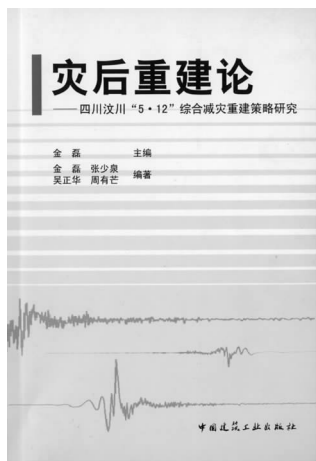 灾后重建论
——四川汶川“5·12”综合减灾重建策略研究
金 磊 主编
金 磊 张少泉 编著
吴正华 周有芒
中国建筑工业出版社